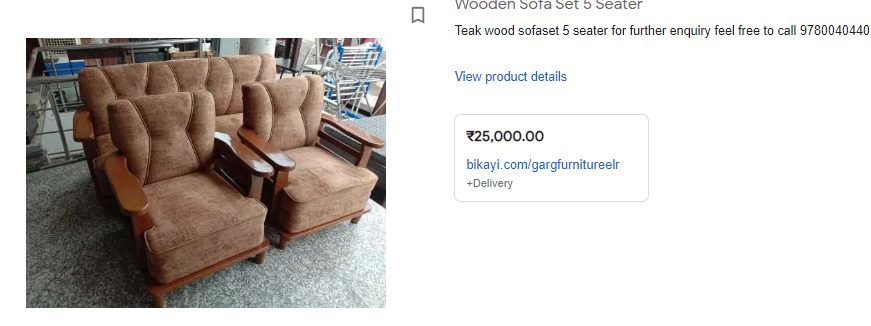 Wooden Sofa Set 5 Seater
Teak wood sofaset 5 seater for further enquiry feel free to call 9780040440
View product details
₹25,000.00
bikayi.com/gargfurnitureelr
+Delivery